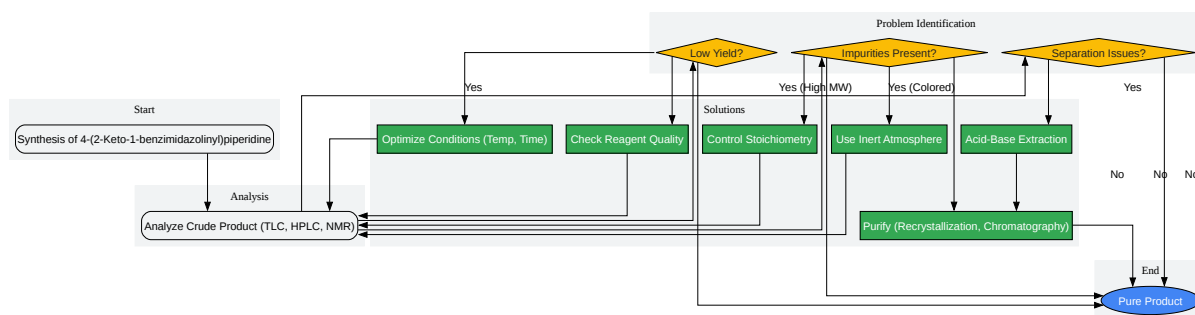 Problem Identification
Low Yield?
Impurities Present?
Separation Issues?
Yes
Yes (High MW)
Yes (Colored)
Yes
Start
Solutions
Synthesis of 4-(2-Keto-1-benzimidazolinyl)piperidine
Optimize Conditions (Temp, Time)
Check Reagent Quality
Control Stoichiometry
Use Inert Atmosphere
Acid-Base Extraction
No
No
Analysis
Analyze Crude Product (TLC, HPLC, NMR)
Purify (Recrystallization, Chromatography)
End
Pure Product